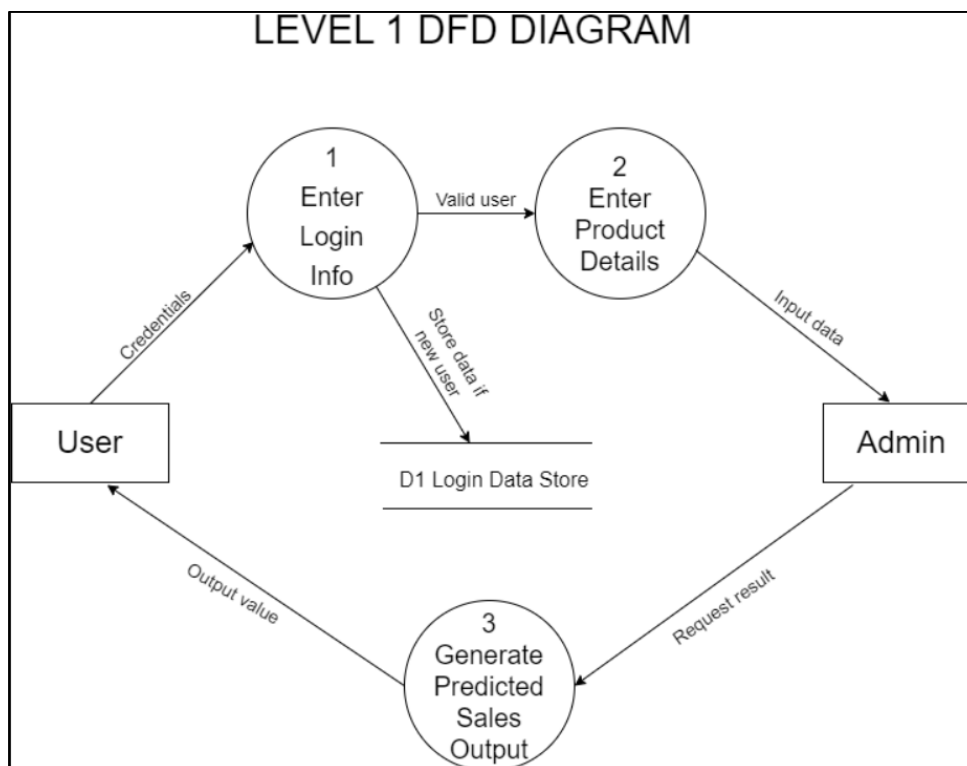 LEVEL 1 DFD DIAGRAM
1
Enter
Login
Info
Valid user
2
Enter
Product
Details
Credentials
Store data if
new user
Input data
User
D1 Login Data Store
Admin
Output value
Request result
3
Generate
Predicted
Sales
Output